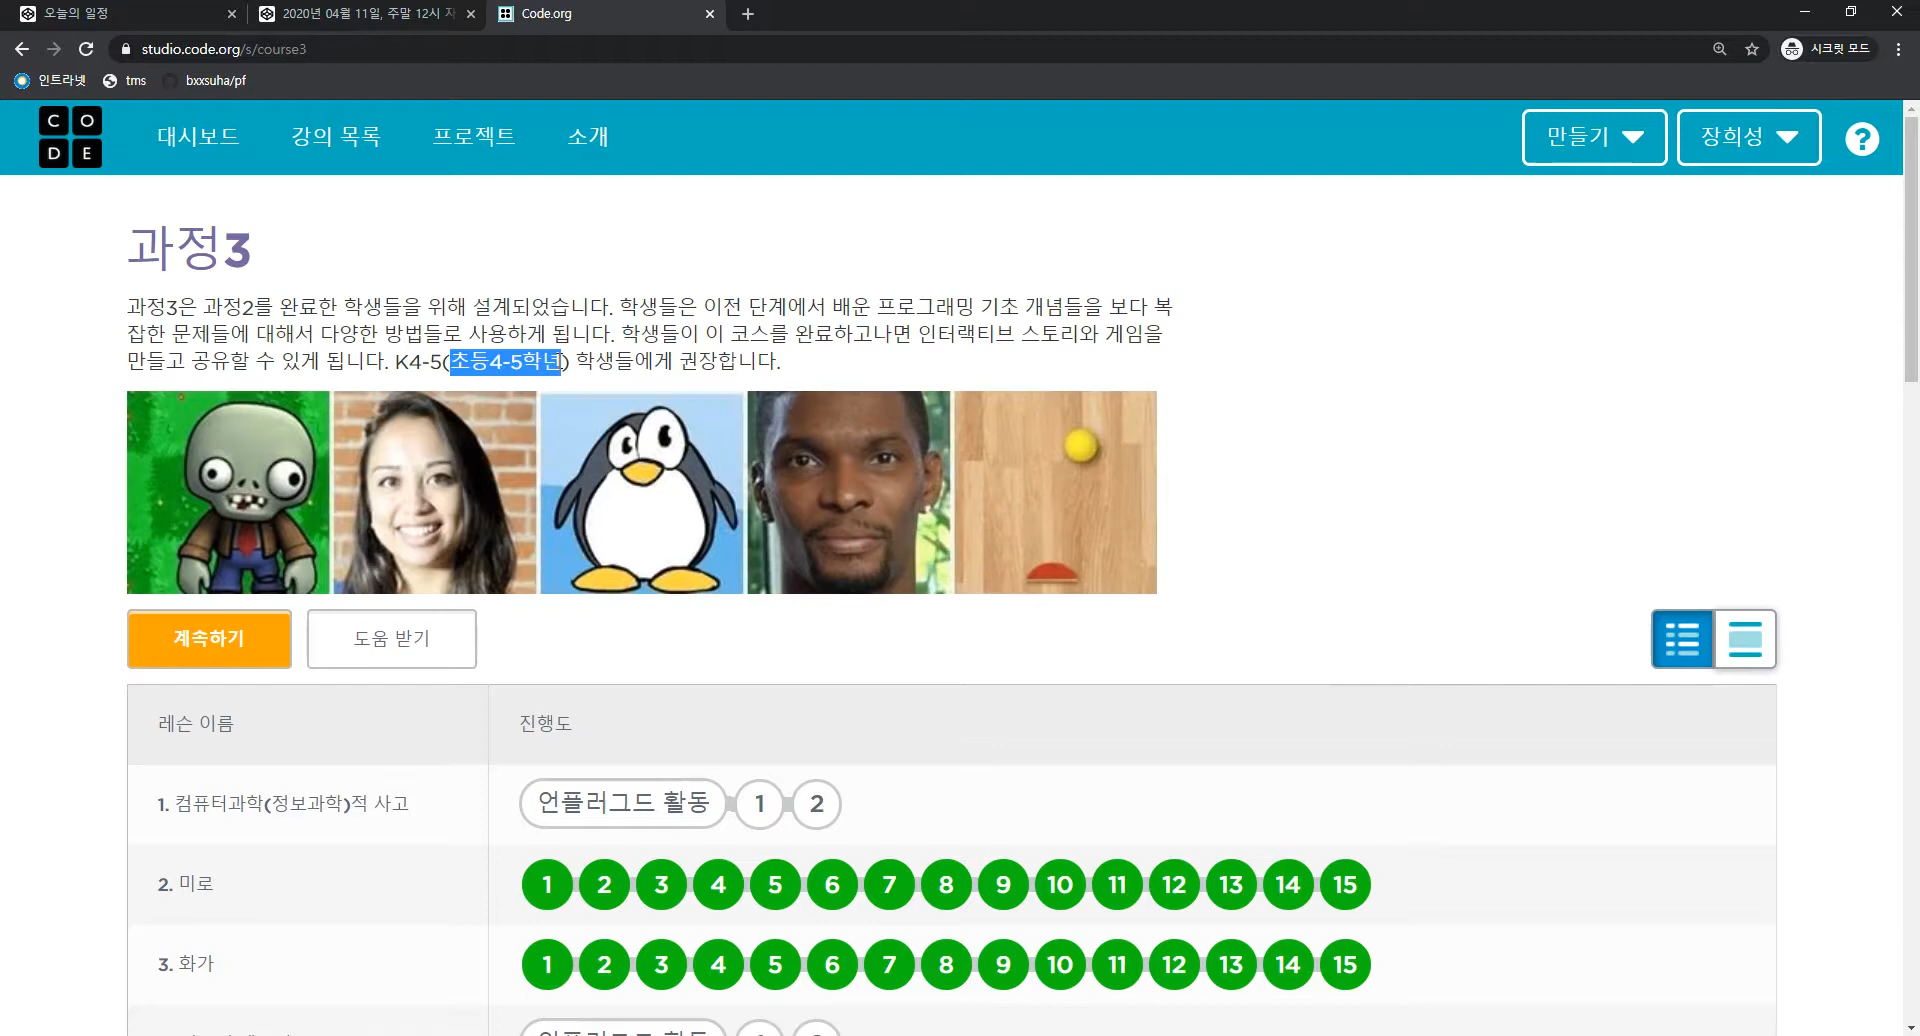 오늘의 일정
2020년 04월 11일, 주말 12시 자
Code.org
studio.code.org/s/course3
시크릿 모드
인트라넷
tms
bxxsuha/pf
CODE
대시보드
강의 목록
프로젝트
소개
만들기
장희성
?
과정3
과정3은 과정2를 완료한 학생들을 위해 설계되었습니다. 학생들은 이전 단계에서 배운 프로그래밍 기초 개념들을 보다 복
잡한 문제들에 대해서 다양한 방법들로 사용하게 됩니다. 학생들이 이 코스를 완료하고나면 인터랙티브 스토리와 게임을
만들고 공유할 수 있게 됩니다. K4-5(초등4-5학년) 학생들에게 권장합니다.
계속하기
도움 받기
레슨 이름
진행도
1. 컴퓨터과학(정보과학)적 사고
언플러그드 활동 1 2
2. 미로
1 2 3 4 5 6 7 8 9 10 11 12 13 14 15
3. 화가
1 2 3 4 5 6 7 8 9 10 11 12 13 14 15